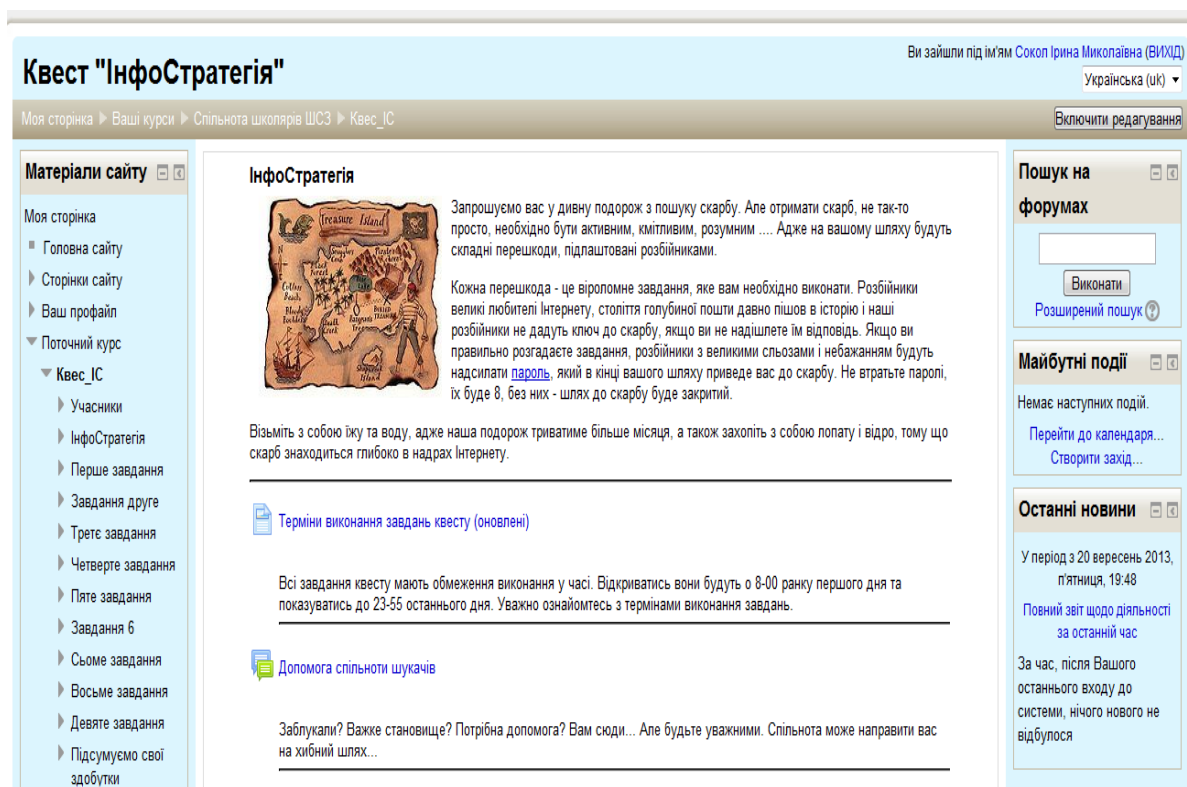 Квест "ІнфоСтратегія"
Ви зайшли під ім'ям Сокол Ірина Миколаївна (ВИХІД)
Українська (uk)
Моя сторінка ▶ Ваші курси ▶ Спільнота школярів ШСЗ ▶ Квес_ІС
Включити редагування
Матеріали сайту
Моя сторінка
Головна сайту
Сторінки сайту
Ваш профіль
Поточний курс
Квес_ІС
Учасники
ІнфоСтратегія
Перше завдання
Завдання друге
Третє завдання
Четверте завдання
Пяте завдання
Завдання 6
Сьоме завдання
Восьме завдання
Девяте завдання
Підсумуємо свої
здобутки
ІнфоСтратегія
Treasure Island
Запрошуємо вас у дивну подорож з пошуку скарбу. Але отримати скарб, не так-то
просто, необхідно бути активним, кмітливим, розумним .... Адже на вашому шляху будуть
складні перешкоди, підлаштовані розбійниками.
Кожна перешкода - це віроломне завдання, яке вам необхідно виконати. Розбійники
великі любителі Інтернету, століття голубиної пошти давно пішов в історію і наші
розбійники не дадуть ключ до скарбу, якщо ви не надішлете їм відповідь. Якщо ви
правильно розгадаєте завдання, розбійники з великими сльозами і небажанням будуть
надсилати пароль, який в кінці вашого шляху приведе вас до скарбу. Не втратьте паролі,
їх буде 8, без них - шлях до скарбу буде закритий.
Візьміть з собою їжу та воду, адже наша подорож триватиме більше місяця, а також захопіть з собою лопату і відро, тому що
скарб знаходиться глибоко в надрах Інтернету.
Терміни виконання завдань квесту (оновлені)
Всі завдання квесту мають обмеження виконання у часі. Відкриватись вони будуть о 8-00 ранку першого дня та
показуватись до 23-55 останнього дня. Уважно ознайомтесь з термінами виконання завдань.
Допомога спільноти шукачів
Заблукали? Важке становище? Потрібна допомога? Вам сюди... Але будьте уважними. Спільнота може направити вас
на хибний шлях...
Пошук на
форумах
Виконати
Розширений пошук
Майбутні події
Немає наступних подій.
Перейти до календаря...
Створити захід...
Останні новини
У період з 20 вересень 2013,
п'ятниця, 19:48
Повний звіт щодо діяльності
за останній час
За час, після Вашого
останнього входу до
системи, нічого нового не
відбулося